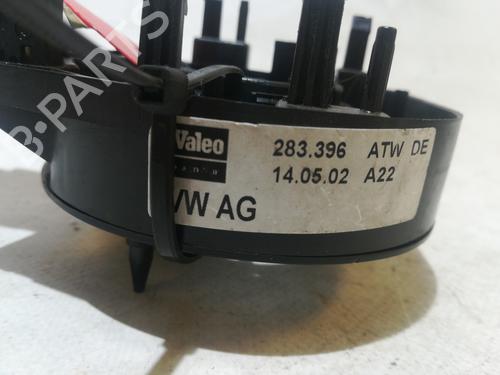 Valeo 283.396 ATW DE
14.05.02 A22
VW AG
B-PARTS